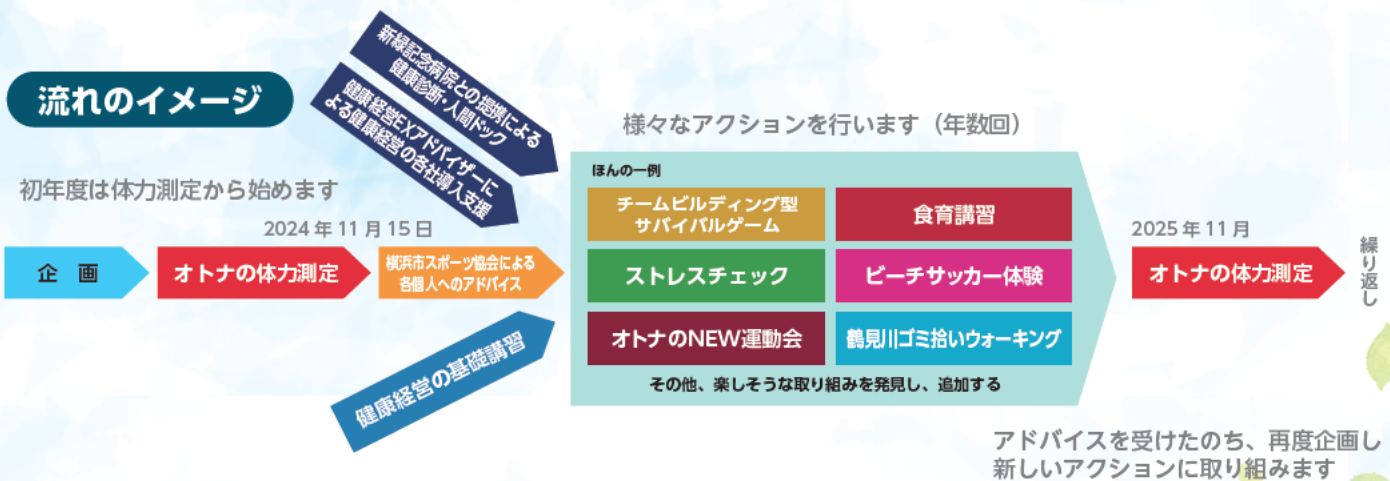 流れのイメージ
新緑記念病院との提携による
健康診断・人間ドック
健康経営EXアドバイザーに
よる健康経営の各社導入支援
様々なアクションを行います（年数回）
初年度は体力測定から始めます
2024年11月15日
企 画
オトナの体力測定
横浜市スポーツ協会による
各個人へのアドバイス
健康経営の基礎講習
ほんの一例
チームビルディング型
サバイバルゲーム
食育講習
ストレスチェック
ビーチサッカー体験
オトナのNEW運動会
鶴見川ゴミ拾いウォーキング
その他、楽しそうな取り組みを発見し、追加する
2025年11月
オトナの体力測定
繰り返し
アドバイスを受けたのち、再度企画し
新しいアクションに取り組みます